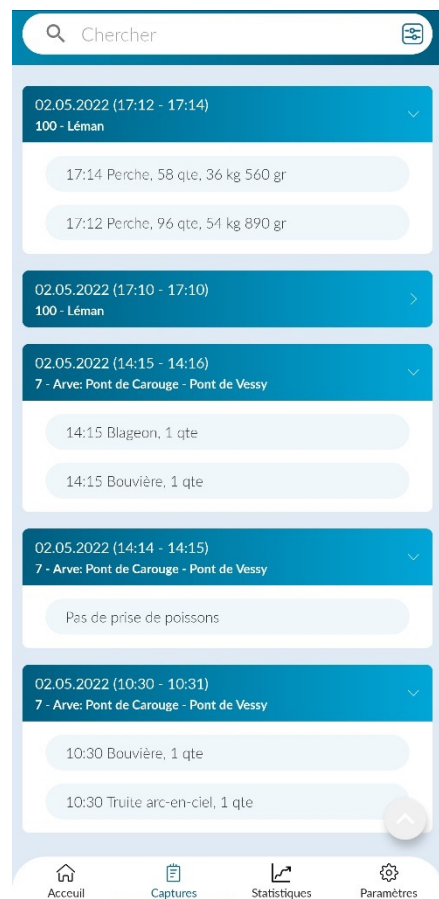 Chercher
02.05.2022 (17:12 - 17:14)
100 - Léman
17:14 Perche, 58 qte, 36 kg 560 gr
17:12 Perche, 96 qte, 54 kg 890 gr
02.05.2022 (17:10 - 17:10)
100 - Léman
02.05.2022 (14:15 - 14:16)
7 - Arve: Pont de Carouge - Pont de Vessy
14:15 Blageon, 1 qte
14:15 Bouvière, 1 qte
02.05.2022 (14:14 - 14:15)
7 - Arve: Pont de Carouge - Pont de Vessy
Pas de prise de poissons
02.05.2022 (10:30 - 10:31)
7 - Arve: Pont de Carouge - Pont de Vessy
10:30 Bouvière, 1 qte
10:30 Truite arc-en-ciel, 1 qte
Acceuil Captures Statistiques Paramètres